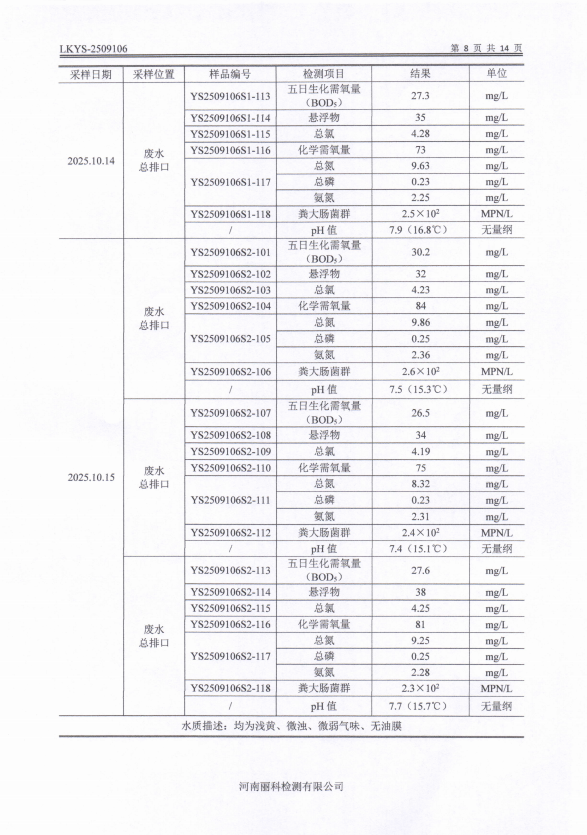 LKYS-2509106 第 8 页 共 14 页
采样日期 采样位置 样品编号 检测项目 结果 单位
2025.10.14 废水总排口 YS2509106S1-113 五日生化需氧量（BOD₅） 27.3 mg/L
YS2509106S1-114 悬浮物 35 mg/L
YS2509106S1-115 总氯 4.28 mg/L
YS2509106S1-116 化学需氧量 73 mg/L
YS2509106S1-117 总氮 9.63 mg/L
总磷 0.23 mg/L
氨氮 2.25 mg/L
YS2509106S1-118 粪大肠菌群 2.5×10² MPN/L
/ pH 值 7.9（16.8℃） 无量纲
2025.10.15 废水总排口 YS2509106S2-101 五日生化需氧量（BOD₅） 30.2 mg/L
YS2509106S2-102 悬浮物 32 mg/L
YS2509106S2-103 总氯 4.23 mg/L
YS2509106S2-104 化学需氧量 84 mg/L
YS2509106S2-105 总氮 9.86 mg/L
总磷 0.25 mg/L
氨氮 2.36 mg/L
YS2509106S2-106 粪大肠菌群 2.6×10² MPN/L
/ pH 值 7.5（15.3℃） 无量纲
废水总排口 YS2509106S2-107 五日生化需氧量（BOD₅） 26.5 mg/L
YS2509106S2-108 悬浮物 34 mg/L
YS2509106S2-109 总氯 4.19 mg/L
YS2509106S2-110 化学需氧量 75 mg/L
YS2509106S2-111 总氮 8.32 mg/L
总磷 0.23 mg/L
氨氮 2.31 mg/L
YS2509106S2-112 粪大肠菌群 2.4×10² MPN/L
/ pH 值 7.4（15.1℃） 无量纲
废水总排口 YS2509106S2-113 五日生化需氧量（BOD₅） 27.6 mg/L
YS2509106S2-114 悬浮物 38 mg/L
YS2509106S2-115 总氯 4.25 mg/L
YS2509106S2-116 化学需氧量 81 mg/L
YS2509106S2-117 总氮 9.25 mg/L
总磷 0.25 mg/L
氨氮 2.28 mg/L
YS2509106S2-118 粪大肠菌群 2.3×10² MPN/L
/ pH 值 7.7（15.7℃） 无量纲
水质描述：均为浅黄、微浊、微弱气味、无油膜
河南丽科检测有限公司